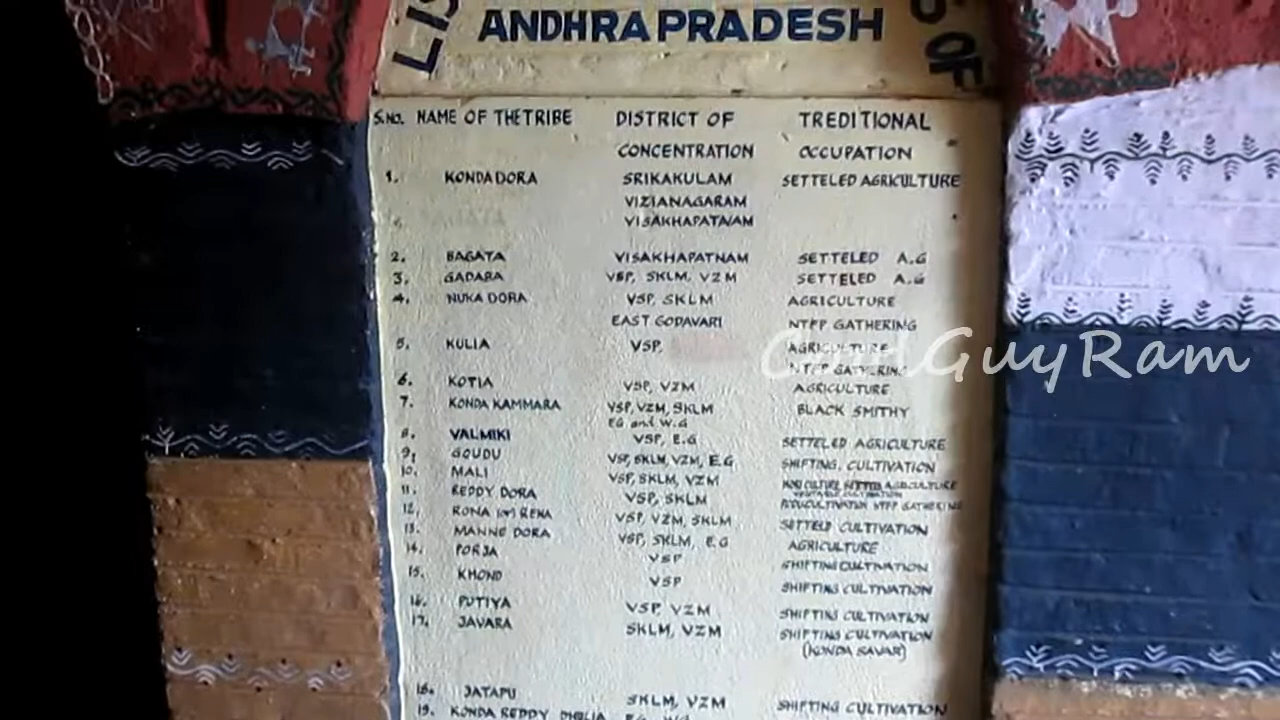 LIS
S OF
ANDHRA PRADESH
S.NO. NAME OF THE TRIBE DISTRICT OF TREDITIONAL
CONCENTRATION OCCUPATION
1. KONDA DORA SRIKAKULAM SETTELED AGRICULTURE
VIZIANAGARAM
VISAKHAPATNAM
2. BAGATA VISAKHAPATNAM SETTELED A.G
3. GADABA VSP, SKLM, VZM SETTELED A.G
4. NUKA DORA VSP, SKLM AGRICULTURE
EAST GODAVARI NTFP GATHERING
5. KULIA VSP, AGRICULTURE
NTFP GATHERING
6. KOTIA VSP, VZM AGRICULTURE
7. KONDA KAMMARA VSP, VZM, SKLM BLACK SMITHY
EG and W.G
8. VALMIKI VSP, E.G SETTELED AGRICULTURE
9. GOUDU VSP, SKLM, VZM, E.G SHIFTING CULTIVATION
10. MALI VSP, SKLM, VZM AGRICULTURE
11. REDDY DORA VSP, SKLM NTFP GATHERING
12. RONA RENA VSP, VZM, SKLM SETTELD CULTIVATION
13. MANNE DORA VSP, SKLM, E.G AGRICULTURE
14. PORJA VSP SHIFTING CULTIVATION
15. KHOND VSP SHIFTING CULTIVATION
16. PUTIYA VSP, VZM SHIFTING CULTIVATION
17. JAVARA SKLM, VZM SHIFTING CULTIVATION
(KONDA SAVAR)
18. JATAPU SKLM, VZM SHIFTING CULTIVATION
19. KONDA REDDY
GuyRam